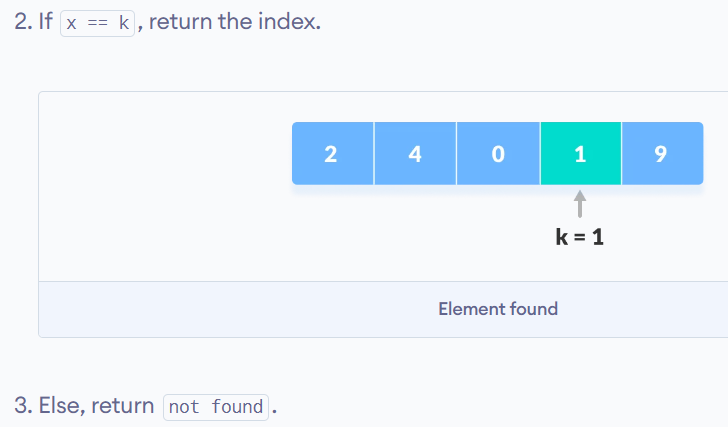 2. If x == k, return the index.
2 4 0 1 9
k = 1
Element found
3. Else, return not found.